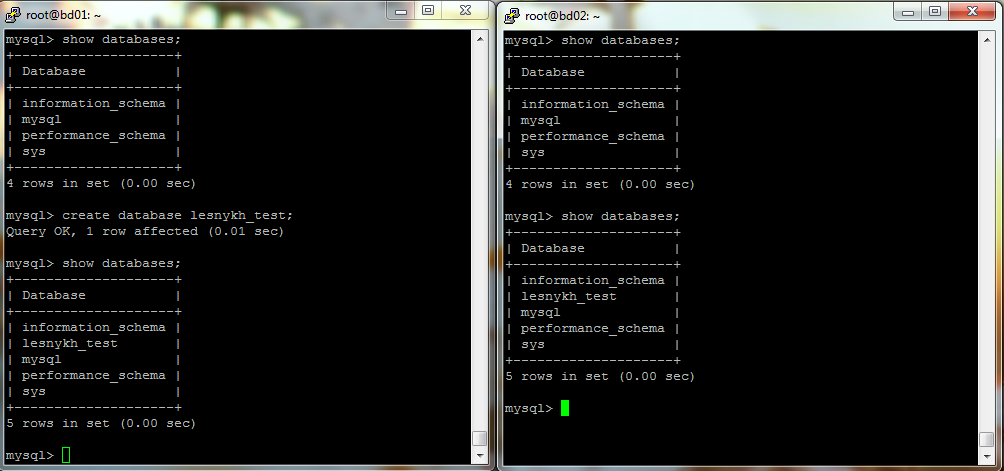 root@bd01: ~
mysql> show databases;
+--------------------+
| Database           |
+--------------------+
| information_schema |
| mysql              |
| performance_schema |
| sys                |
+--------------------+
4 rows in set (0.00 sec)
mysql> create database lesnykh_test;
Query OK, 1 row affected (0.01 sec)
mysql> show databases;
+--------------------+
| Database           |
+--------------------+
| information_schema |
| lesnykh_test       |
| mysql              |
| performance_schema |
| sys                |
+--------------------+
5 rows in set (0.00 sec)
mysql>
root@bd02: ~
mysql> show databases;
+--------------------+
| Database           |
+--------------------+
| information_schema |
| mysql              |
| performance_schema |
| sys                |
+--------------------+
4 rows in set (0.00 sec)
mysql> show databases;
+--------------------+
| Database           |
+--------------------+
| information_schema |
| lesnykh_test       |
| mysql              |
| performance_schema |
| sys                |
+--------------------+
5 rows in set (0.00 sec)
mysql>